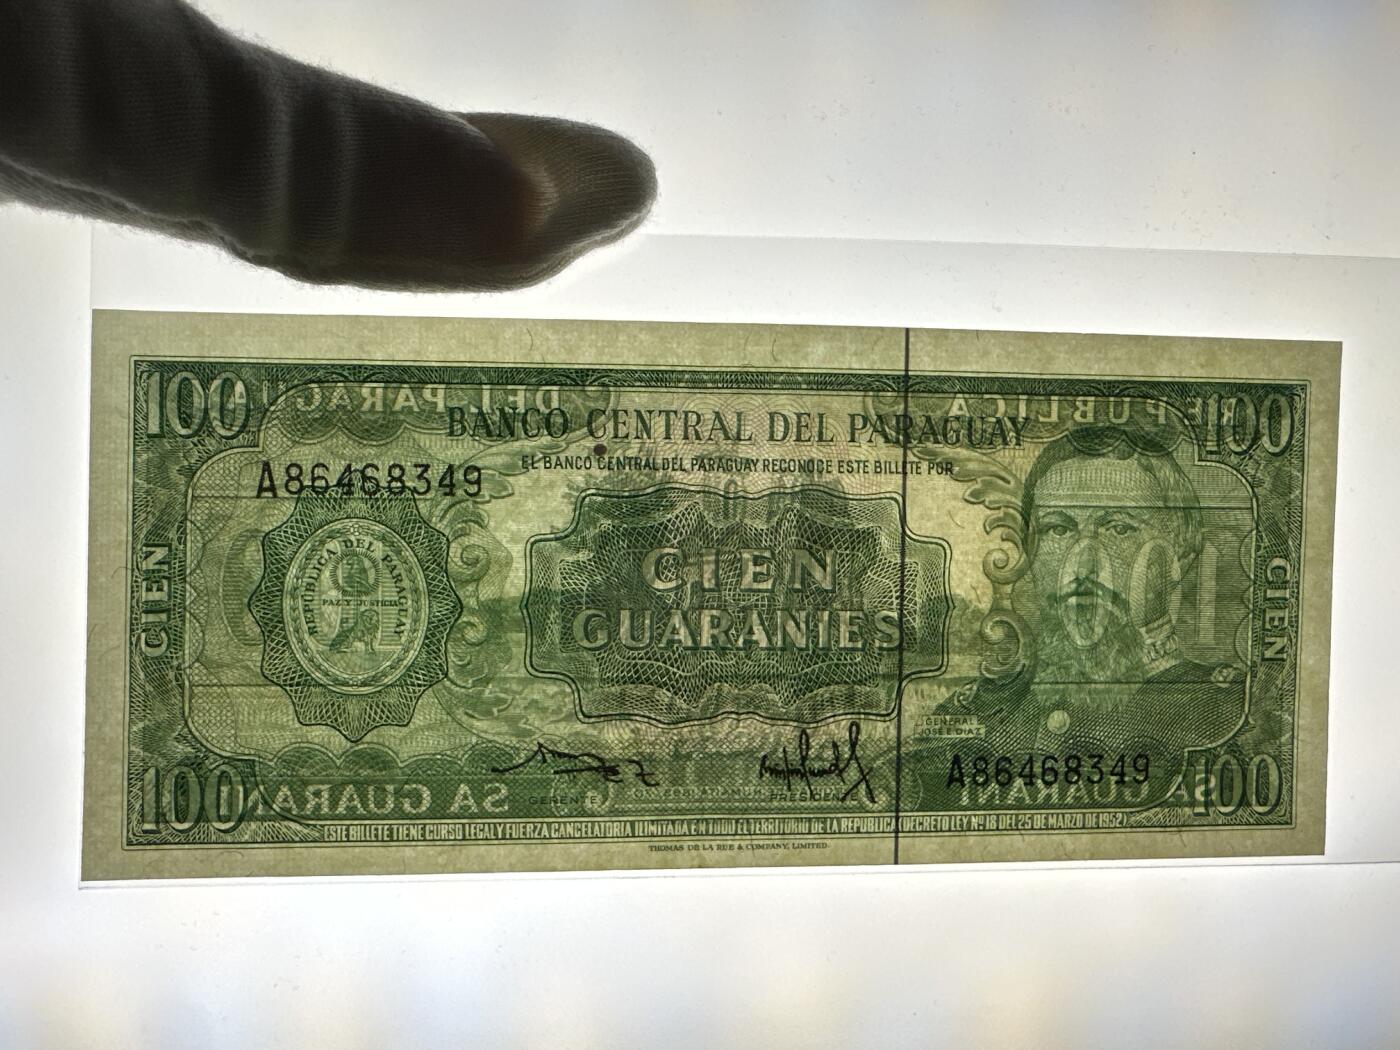 100
100
BANCO CENTRAL DEL PARAGUAY
EL BANCO CENTRAL DEL PARAGUAY RECONOCE ESTE BILLETE POR
A86468349
REPUBLICA DEL PARAGUAY
PAZ Y JUSTICIA
CIEN
CIEN
GUARANIES
CIEN
GENERAL
JOSE E. DIAZ
A86468349
GERENTE
PRESIDENTE
100
100
(ESTE BILLETE TIENE CURSO LEGAL Y FUERZA CANCELATORIA ILIMITADA EN TODO EL TERRITORIO DE LA REPUBLICA DECRETO LEY Nº 18 DEL 25 DE MARZO DE 1952)
THOMAS DE LA RUE & COMPANY, LIMITED.